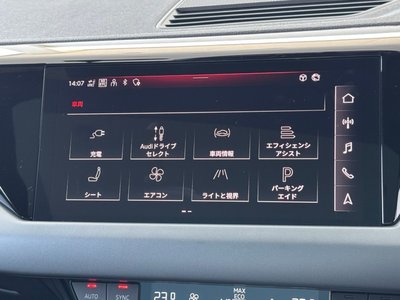 14:07
車両
充電
Audiドライブ
セレクト
車両情報
エフィシェンシ
アシスト
シート
エアコン
ライトと視界
パーキング
エイド
AUTO
SYNC
MAX
ECO